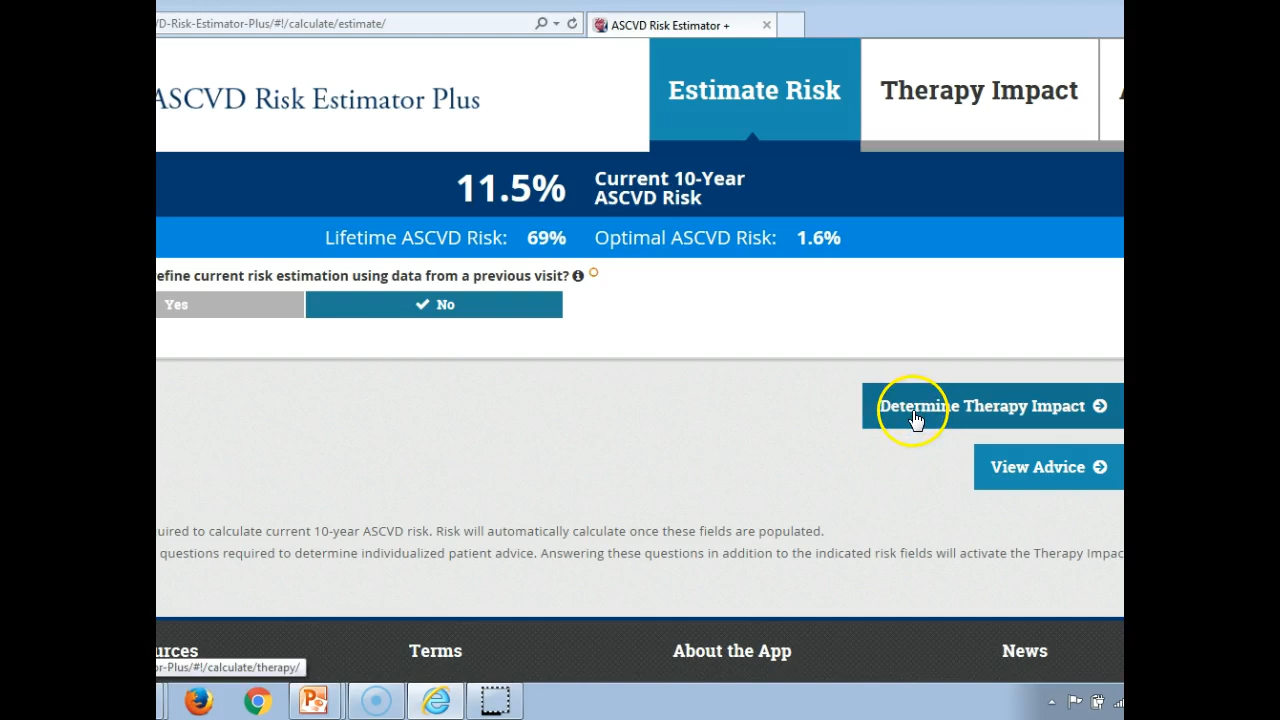 VD-Risk-Estimator-Plus/#!/calculate/estimate/
ASCVD Risk Estimator +
ASCVD Risk Estimator Plus
Estimate Risk
Therapy Impact
11.5%
Current 10-Year
ASCVD Risk
Lifetime ASCVD Risk: 69%
Optimal ASCVD Risk: 1.6%
efine current risk estimation using data from a previous visit?
Yes
No
Determine Therapy Impact
View Advice
uired to calculate current 10-year ASCVD risk. Risk will automatically calculate once these fields are populated.
questions required to determine individualized patient advice. Answering these questions in addition to the indicated risk fields will activate the Therapy Impac
urces
Terms
About the App
News
or-Plus/#!/calculate/therapy/